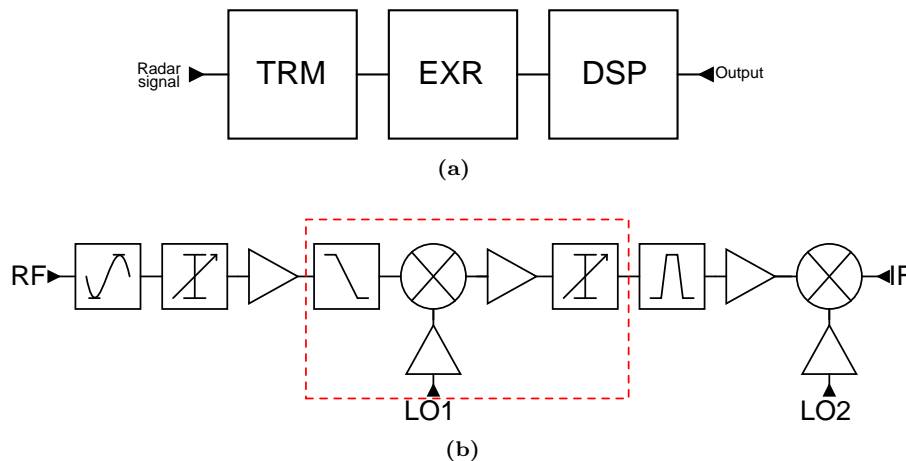 Radar
signal
TRM
EXR
DSP
Output
(a)
RF
IF
LO1
LO2
(b)